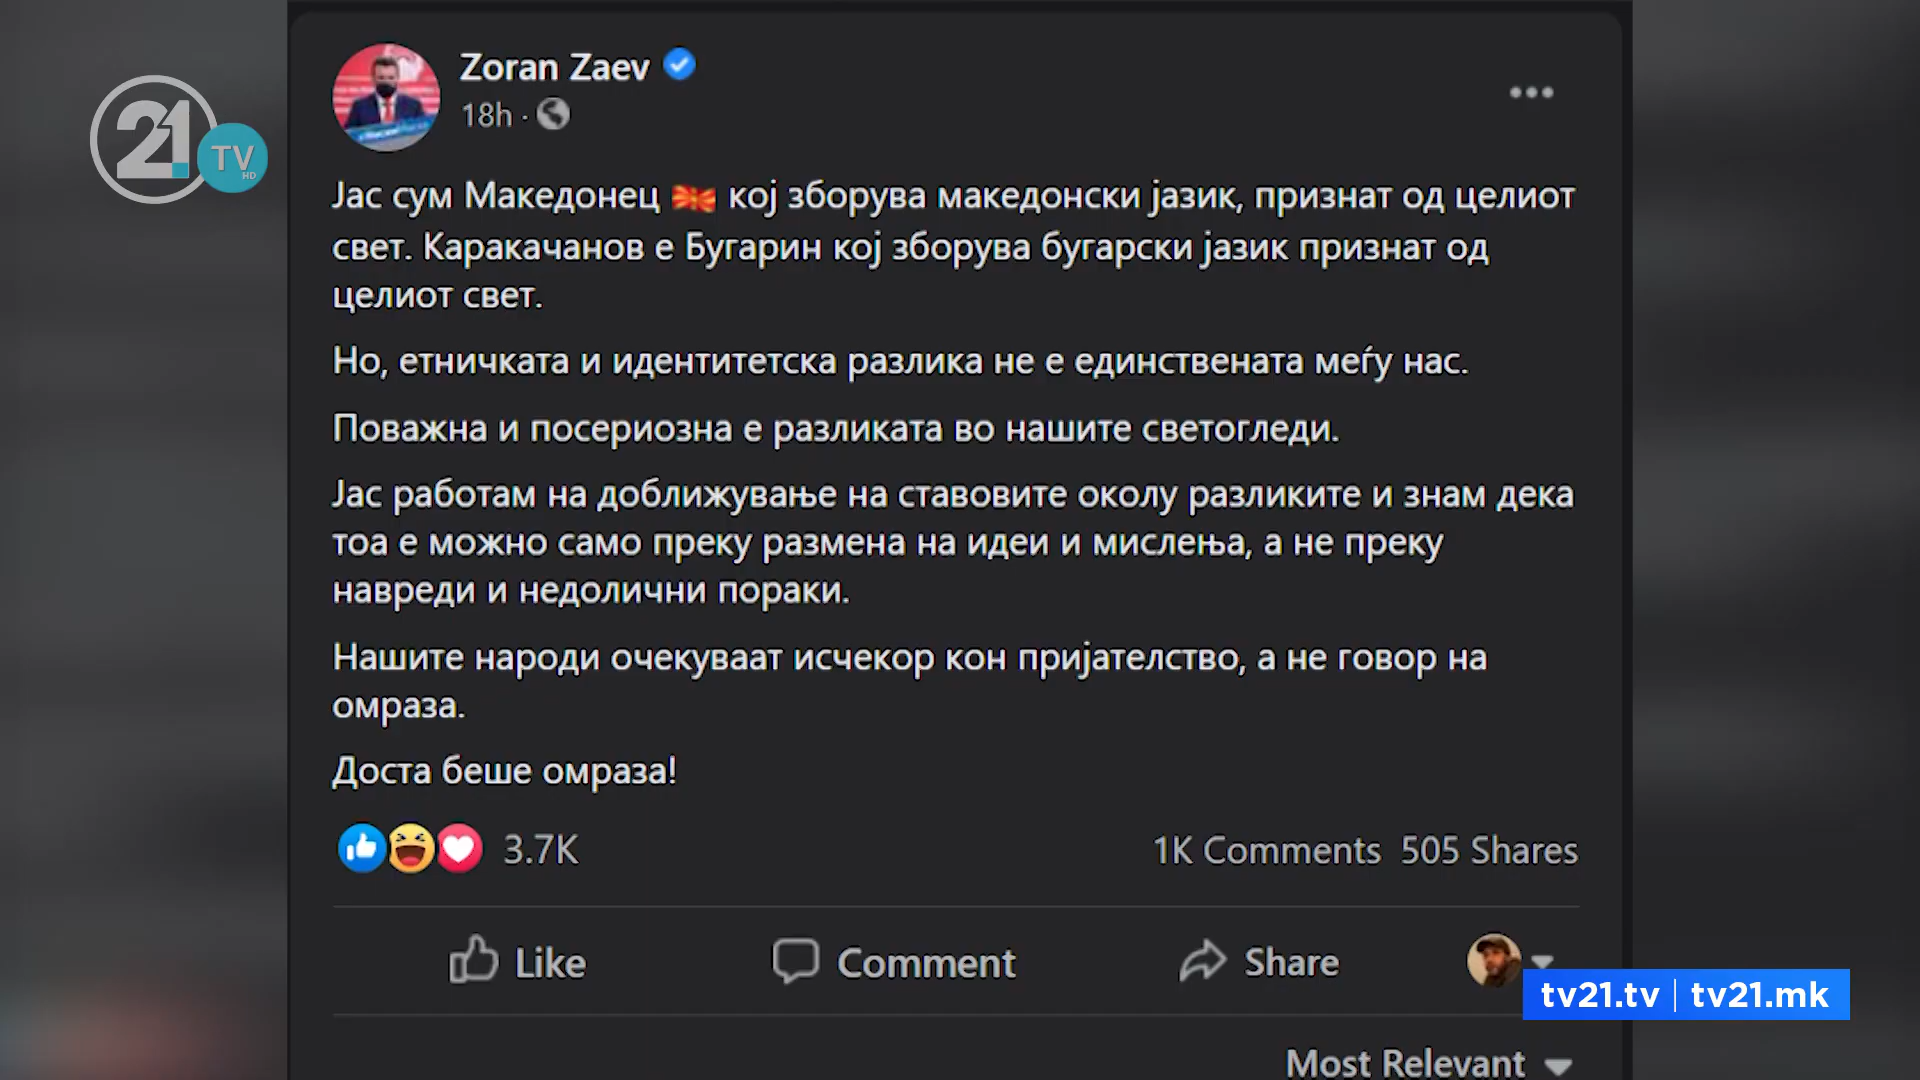 21
TV
HD
Zoran Zaev
18h ·
Јас сум Македонец 🇲🇰 кој зборува македонски јазик, признат од целиот
свет. Каракачанов е Бугарин кој зборува бугарски јазик признат од
целиот свет.
Но, етничката и идентитетска разлика не е единствената меѓу нас.
Поважна и посериозна е разликата во нашите светогледи.
Јас работам на доближување на ставовите околу разликите и знам дека
тоа е можно само преку размена на идеи и мислења, а не преку
навреди и недолични пораки.
Нашите народи очекуваат исчекор кон пријателство, а не говор на
омраза.
Доста беше омраза!
3.7K 1K Comments 505 Shares
Like Comment Share
tv21.tv | tv21.mk
Most Relevant